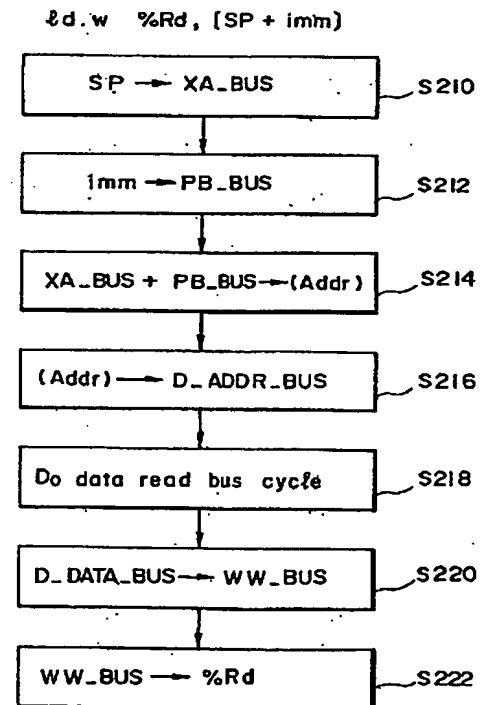 ld.w %Rd, [SP + imm]
SP → XA_BUS
S210
1mm → PB_BUS
S212
XA_BUS + PB_BUS → (Addr)
S214
(Addr) → D_ADDR_BUS
S216
Do data read bus cycle
S218
D_DATA_BUS → WW_BUS
S220
WW_BUS → %Rd
S222